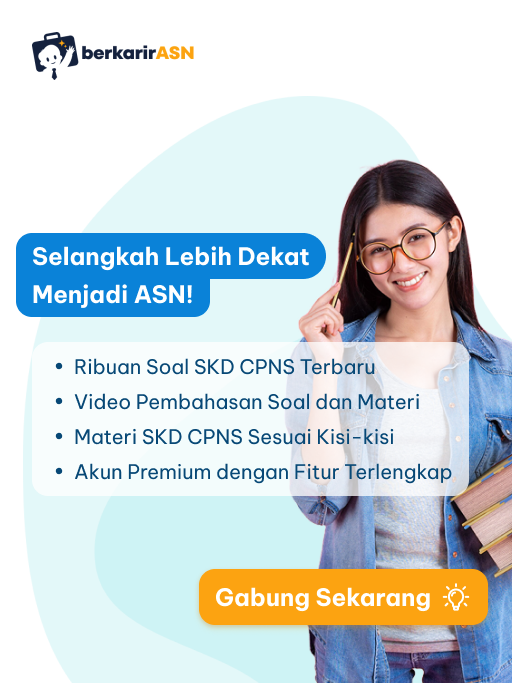 berkarirASN
Selangkah Lebih Dekat
Menjadi ASN!
• Ribuan Soal SKD CPNS Terbaru
• Video Pembahasan Soal dan Materi
• Materi SKD CPNS Sesuai Kisi-kisi
• Akun Premium dengan Fitur Terlengkap
Gabung Sekarang